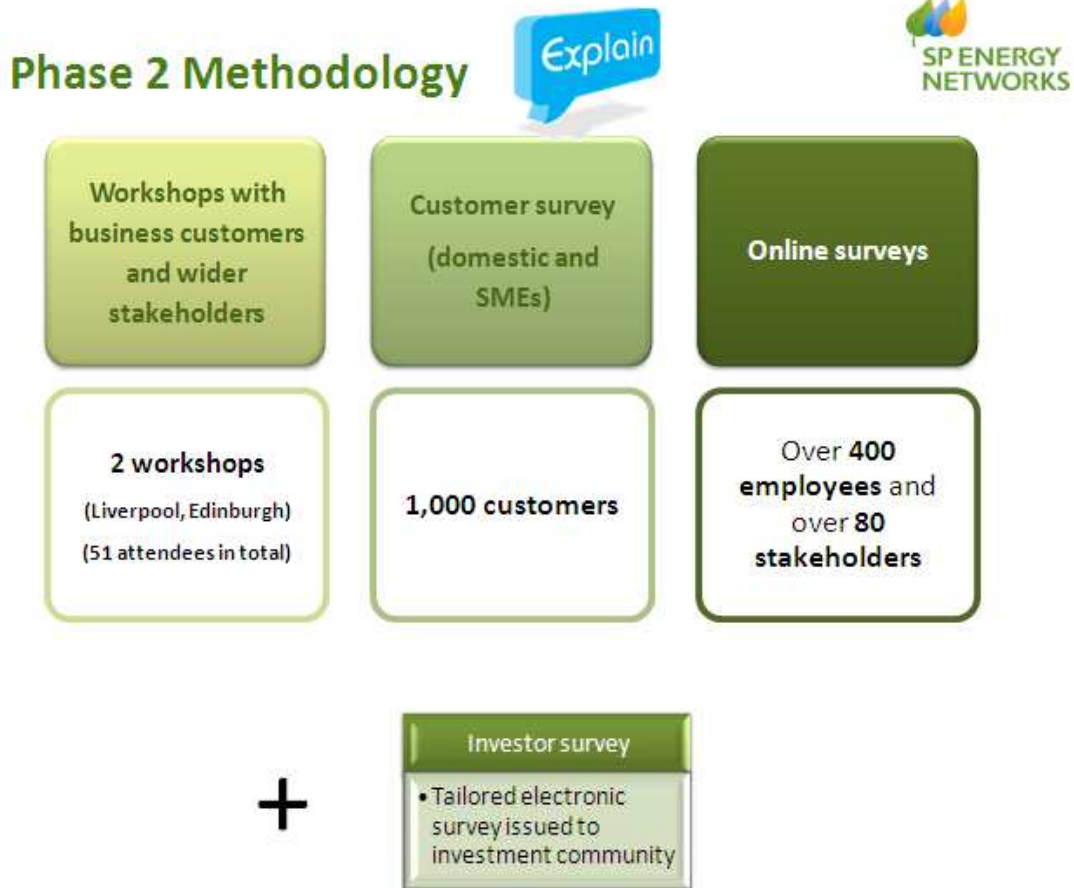 Phase 2 Methodology
Explain
SP ENERGY
NETWORKS
Workshops with
business customers
and wider
stakeholders
Customer survey
(domestic and
SMEs)
Online surveys
2 workshops
(Liverpool, Edinburgh)
(51 attendees in total)
1,000 customers
Over 400
employees and
over 80
stakeholders
+
Investor survey
• Tailored electronic
survey issued to
investment community